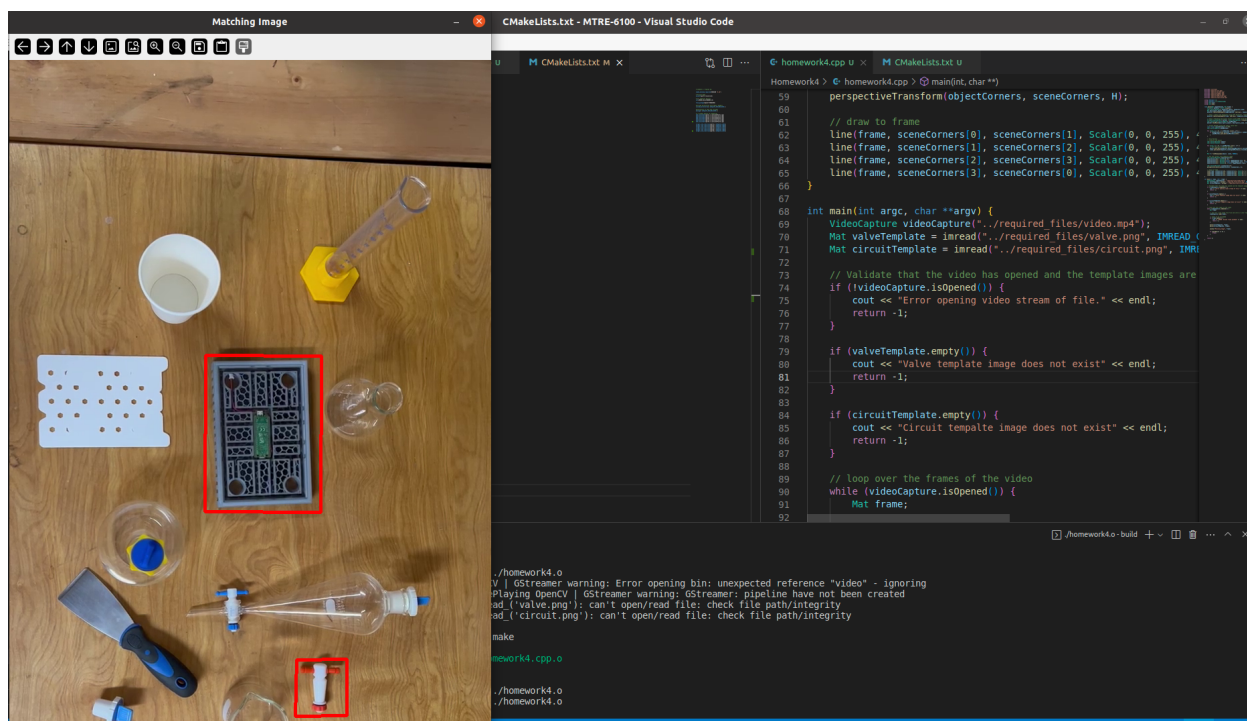 Matching Image
CMakeLists.txt - MTRE-6100 - Visual Studio Code
U
M CMakeLists.txt M
homework4.cpp U
M CMakeLists.txt U
Homework4 > homework4.cpp > main(int, char **)
59 perspectiveTransform(objectCorners, sceneCorners, H);
60
61 // draw to frame
62 line(frame, sceneCorners[0], sceneCorners[1], Scalar(0, 0, 255), 4
63 line(frame, sceneCorners[1], sceneCorners[2], Scalar(0, 0, 255), 4
64 line(frame, sceneCorners[2], sceneCorners[3], Scalar(0, 0, 255), 4
65 line(frame, sceneCorners[3], sceneCorners[0], Scalar(0, 0, 255), 4
66 }
67
68 int main(int argc, char **argv) {
69 VideoCapture videoCapture("../required_files/video.mp4");
70 Mat valveTemplate = imread("../required_files/valve.png", IMREAD_C
71 Mat circuitTemplate = imread("../required_files/circuit.png", IMRE
72
73 // Validate that the video has opened and the template images are
74 if (!videoCapture.isOpened()) {
75 cout << "Error opening video stream of file." << endl;
76 return -1;
77 }
78
79 if (valveTemplate.empty()) {
80 cout << "Valve template image does not exist" << endl;
81 return -1;
82 }
83
84 if (circuitTemplate.empty()) {
85 cout << "Circuit tempalte image does not exist" << endl;
86 return -1;
87 }
88
89 // loop over the frames of the video
90 while (videoCapture.isOpened()) {
91 Mat frame;
92
./homework4.o - build
./homework4.o
V | GStreamer warning: Error opening bin: unexpected reference "video" - ignoring
ePlaying OpenCV | GStreamer warning: GStreamer: pipeline have not been created
ad_('valve.png'): can't open/read file: check file path/integrity
ad_('circuit.png'): can't open/read file: check file path/integrity
make
omework4.cpp.o
./homework4.o
./homework4.o